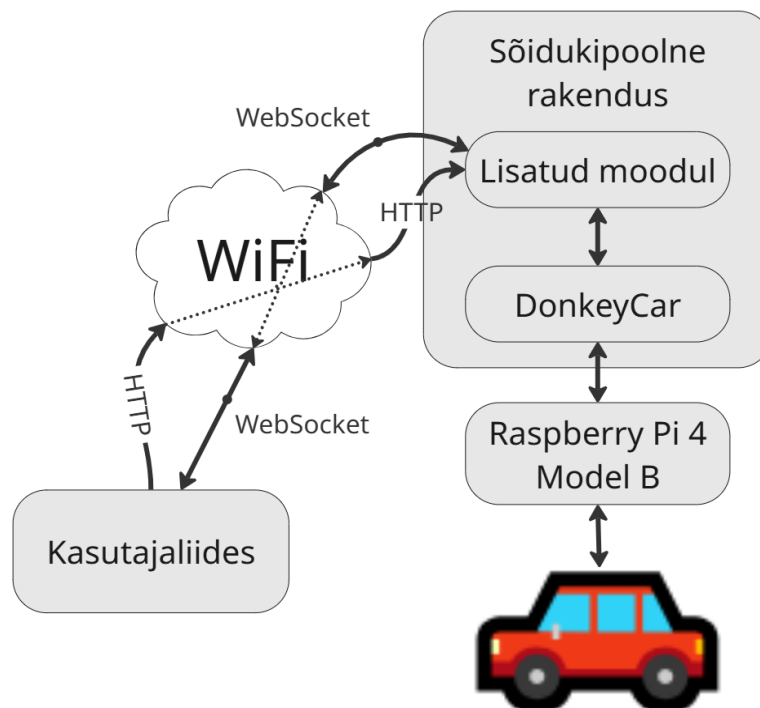 Sõidukipoolne
rakendus
WebSocket
Lisatud moodul
HTTP
WiFi
DonkeyCar
HTTP
WebSocket
Raspberry Pi 4
Model B
Kasutajaliides